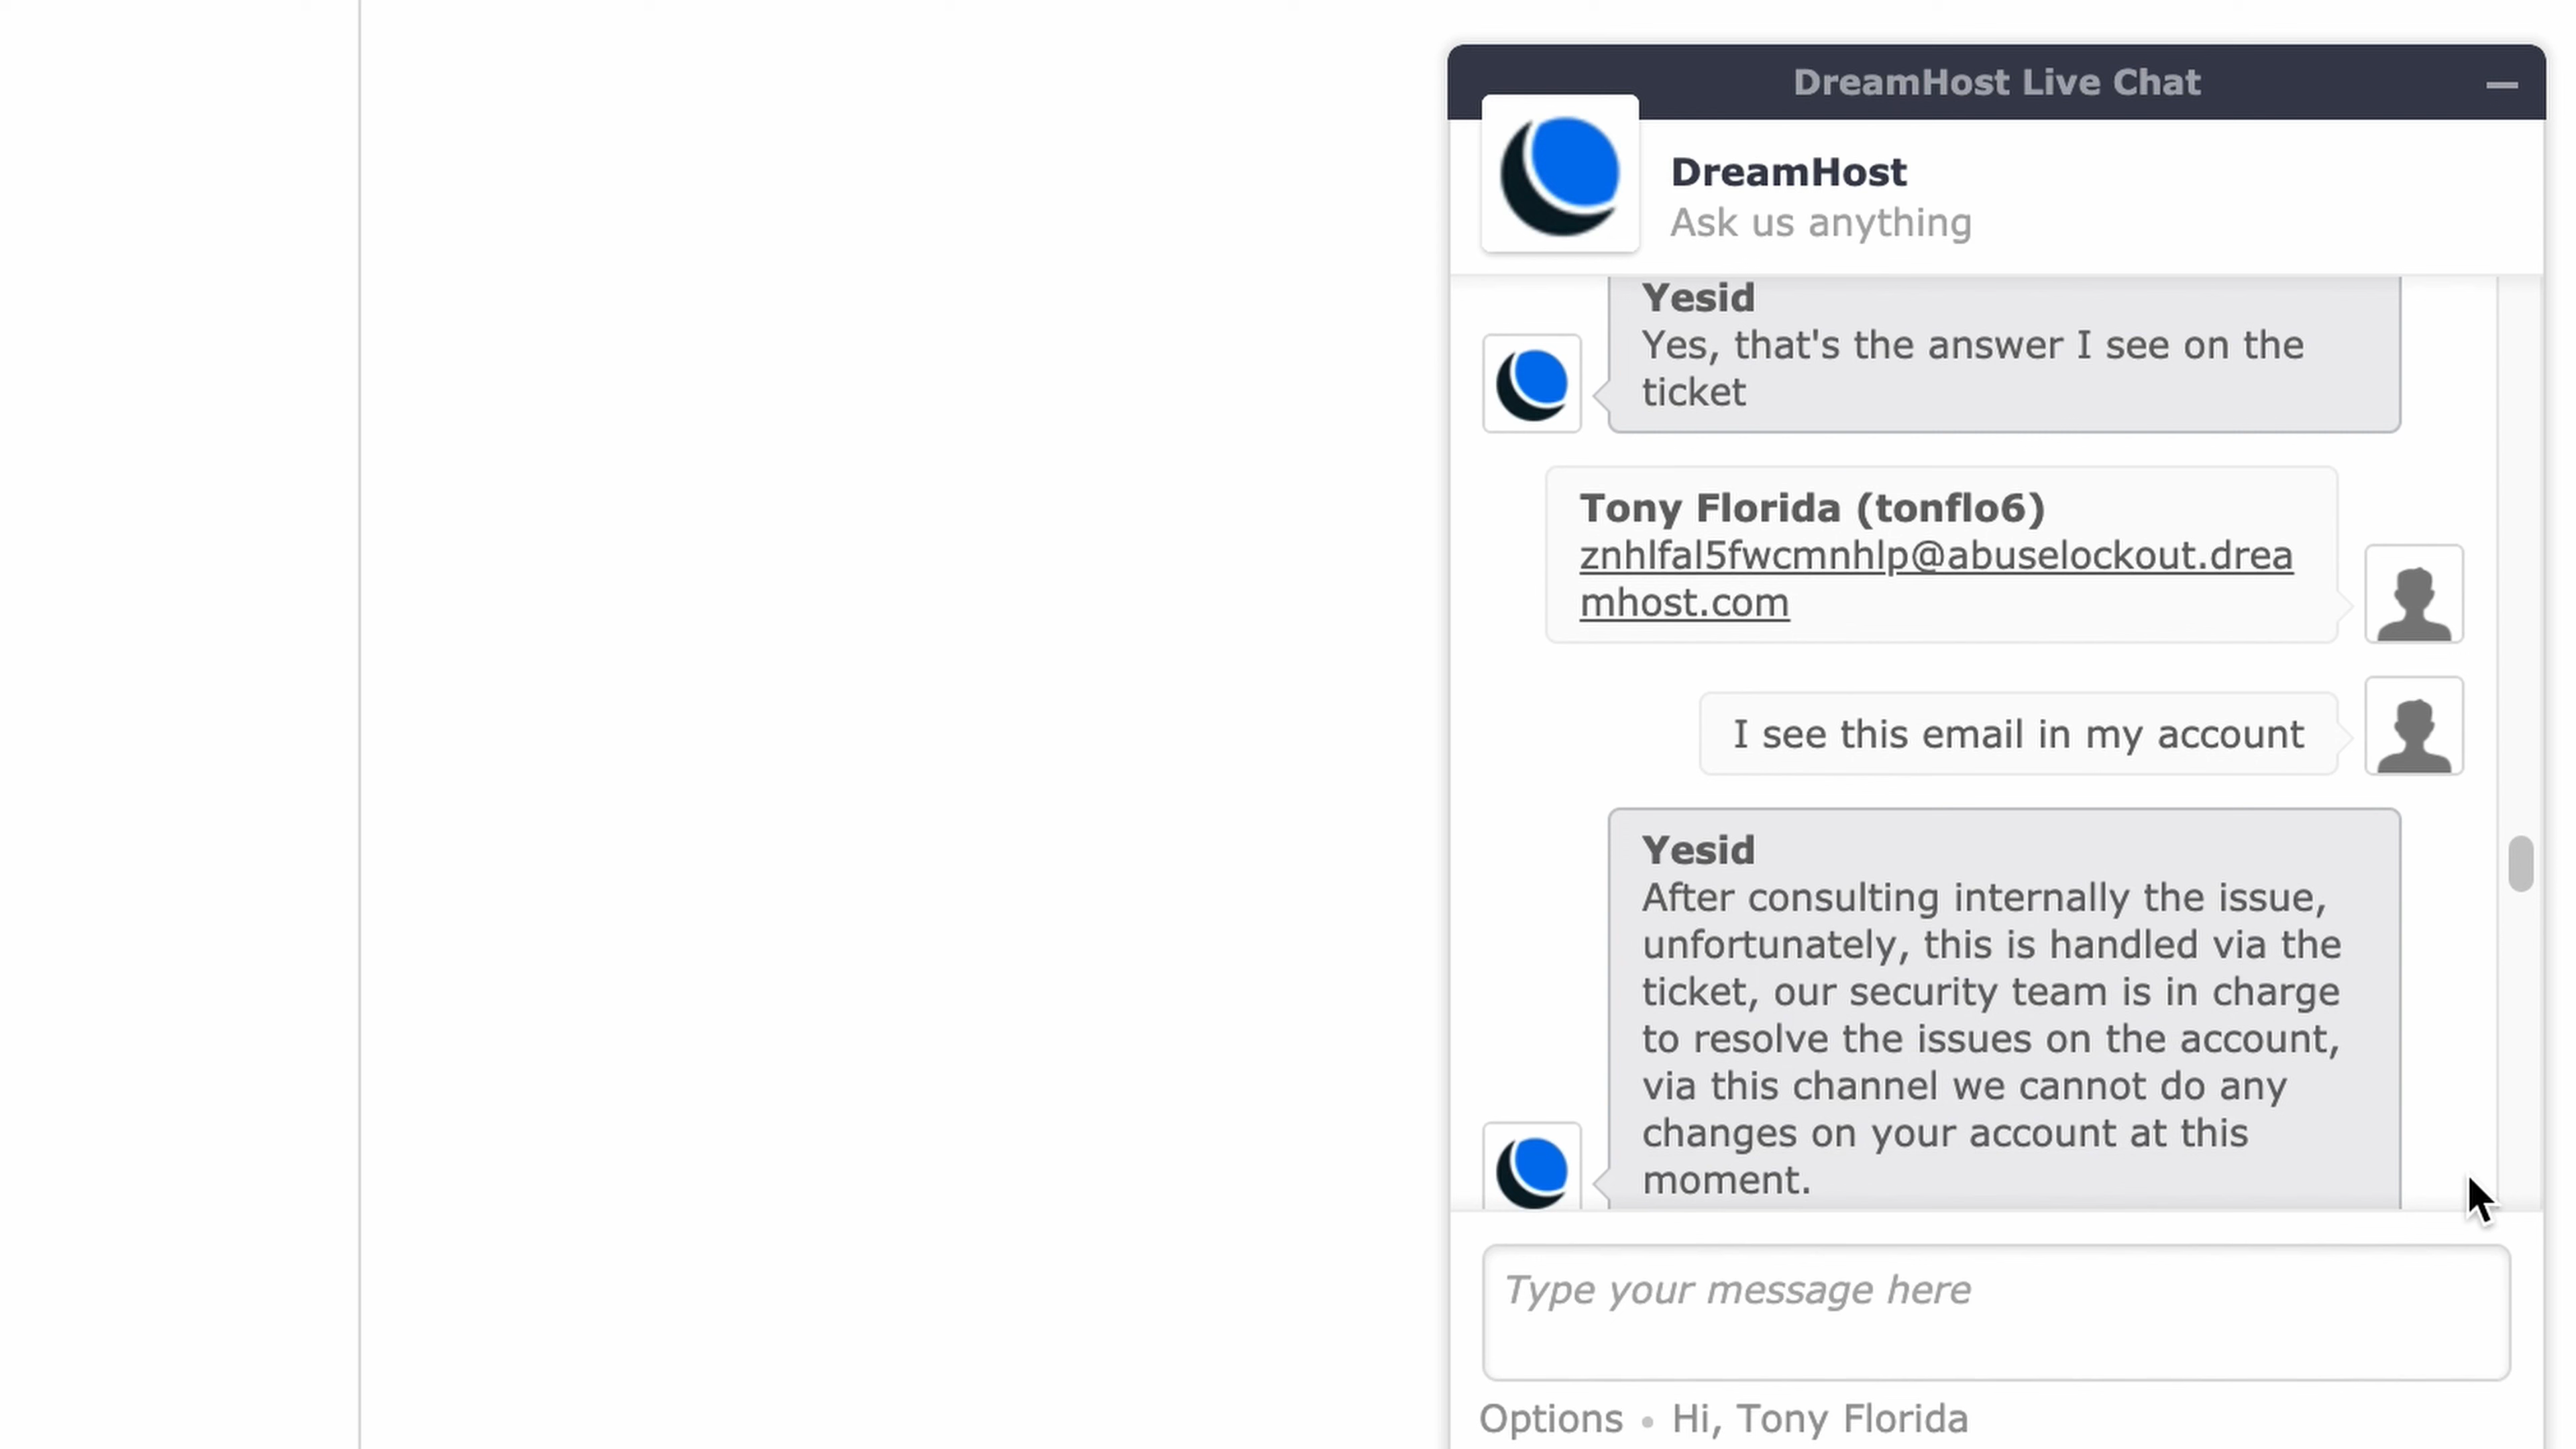 DreamHost Live Chat
DreamHost
Ask us anything
Yesid
Yes, that's the answer I see on the
ticket
Tony Florida (tonflo6)
znhlfal5fwcmnhlp@abuselockout.drea
mhost.com
I see this email in my account
Yesid
After consulting internally the issue,
unfortunately, this is handled via the
ticket, our security team is in charge
to resolve the issues on the account,
via this channel we cannot do any
changes on your account at this
moment.
Type your message here
Options • Hi, Tony Florida